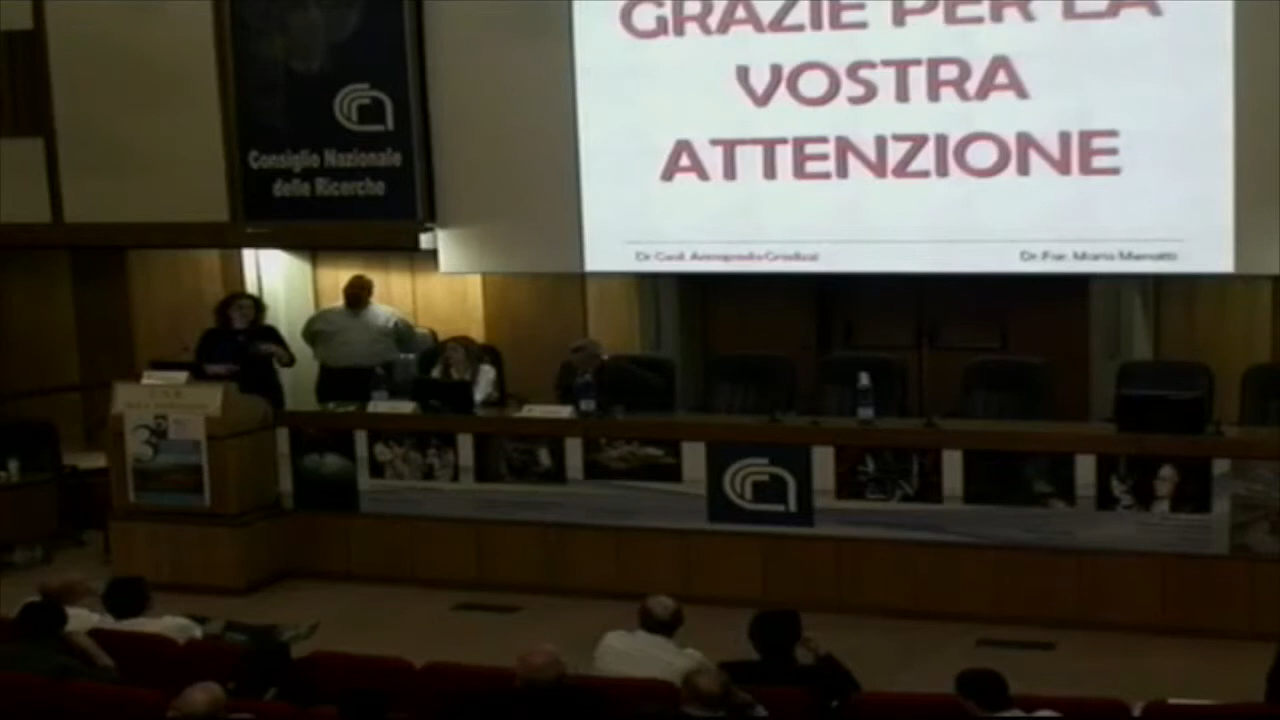 GRAZIE PER LA
VOSTRA
ATTENZIONE
Consiglio Nazionale
delle Ricerche